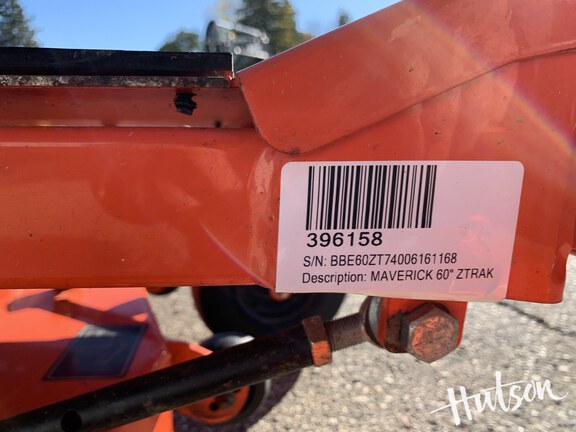 396158
S/N: BBE60ZT74006161168
Description: MAVERICK 60" ZTRAK
Hutson